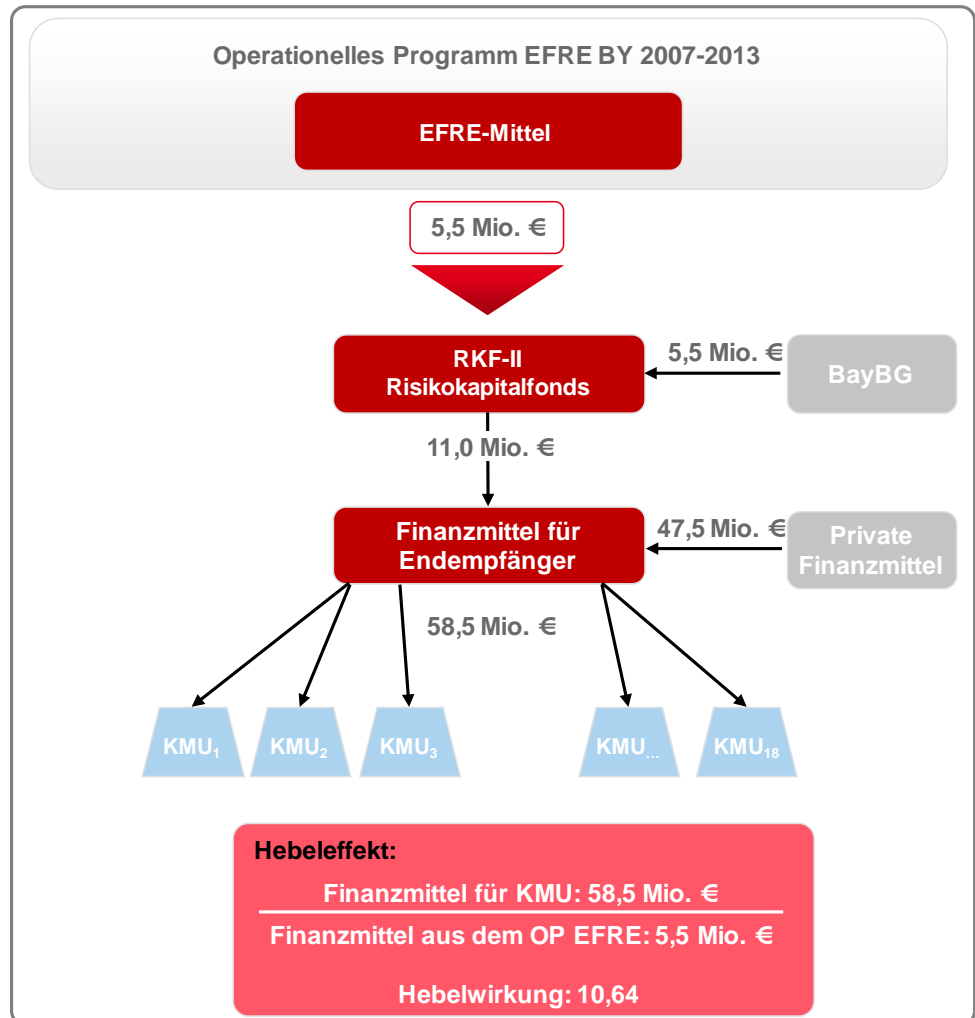 Operationelles Programm EFRE BY 2007-2013
EFRE-Mittel
5,5 Mio. €
RKF-II
Risikokapitalfonds
5,5 Mio. €
BayBG
11,0 Mio. €
Finanzmittel für
Endempfänger
47,5 Mio. €
Private
Finanzmittel
58,5 Mio. €
KMU₁
KMU₂
KMU₃
KMU...
KMU₁₈
Hebeleffekt:
Finanzmittel für KMU: 58,5 Mio. €
Finanzmittel aus dem OP EFRE: 5,5 Mio. €
Hebelwirkung: 10,64